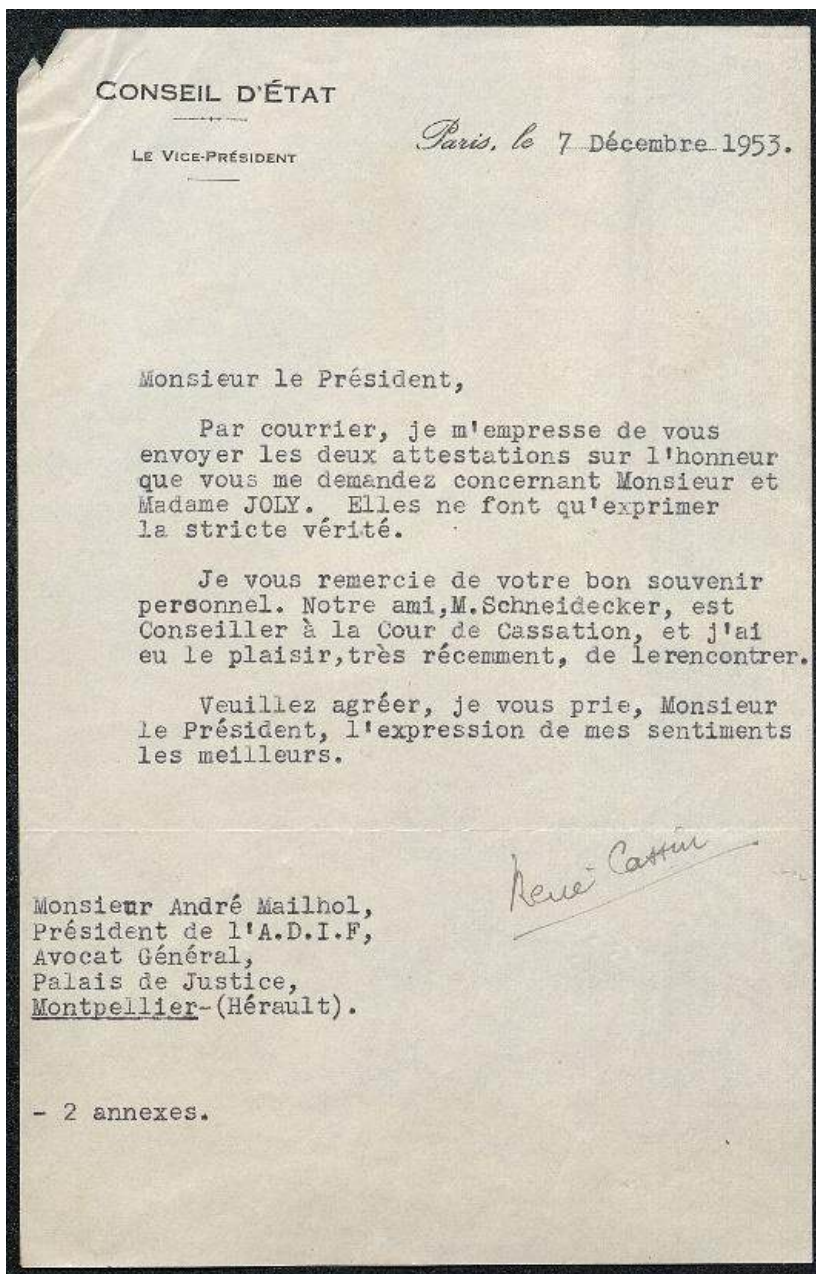 CONSEIL D'ÉTAT
LE VICE-PRÉSIDENT
Paris, le 7 Décembre 1953.
Monsieur le Président,
Par courrier, je m'empresse de vous
envoyer les deux attestations sur l'honneur
que vous me demandez concernant Monsieur et
Madame JOLY. Elles ne font qu'exprimer
la stricte vérité.
Je vous remercie de votre bon souvenir
personnel. Notre ami,M.Schneidecker, est
Conseiller à la Cour de Cassation, et j'ai
eu le plaisir,très récemment, de lerencontrer.
Veuillez agréer, je vous prie, Monsieur
le Président, l'expression de mes sentiments
les meilleurs.
René Cassin
Monsieur André Mailhol,
Président de l'A.D.I.F,
Avocat Général,
Palais de Justice,
Montpellier-(Hérault).
- 2 annexes.